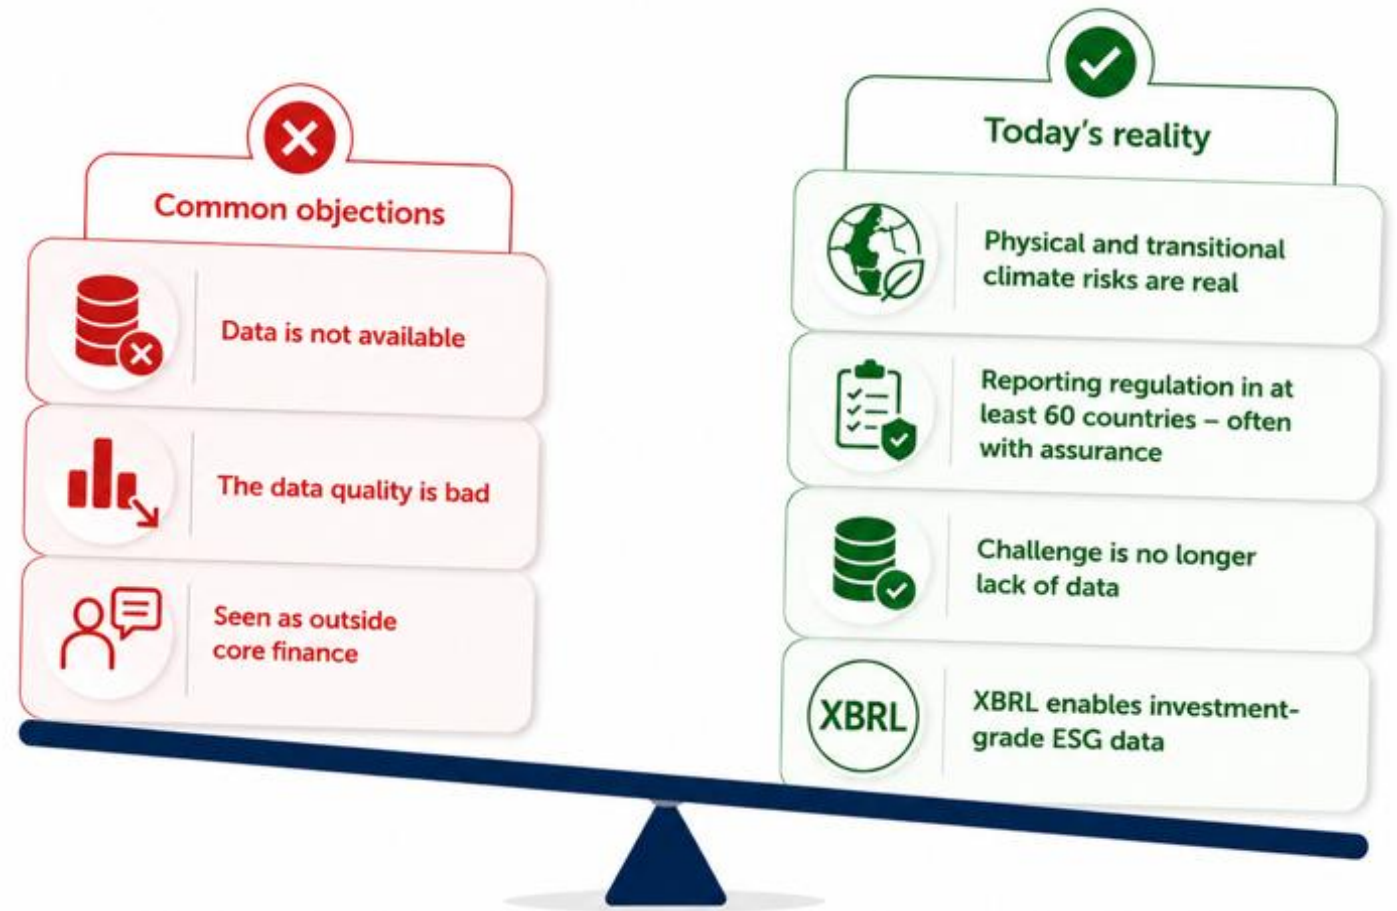 Common objections
Data is not available
The data quality is bad
Seen as outside
core finance
Today's reality
Physical and transitional
climate risks are real
Reporting regulation in at
least 60 countries – often
with assurance
Challenge is no longer
lack of data
XBRL
XBRL enables investment-
grade ESG data